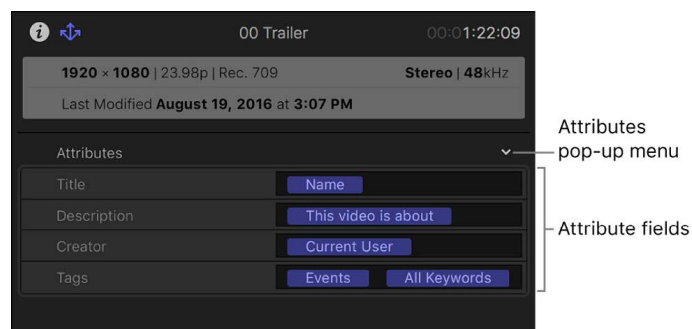 00 Trailer 00:01:22:09
1920 × 1080 | 23.98p | Rec. 709 Stereo | 48kHz
Last Modified August 19, 2016 at 3:07 PM
Attributes
pop-up menu
Attributes
Title Name
Description This video is about
Attribute fields
Creator Current User
Tags Events All Keywords